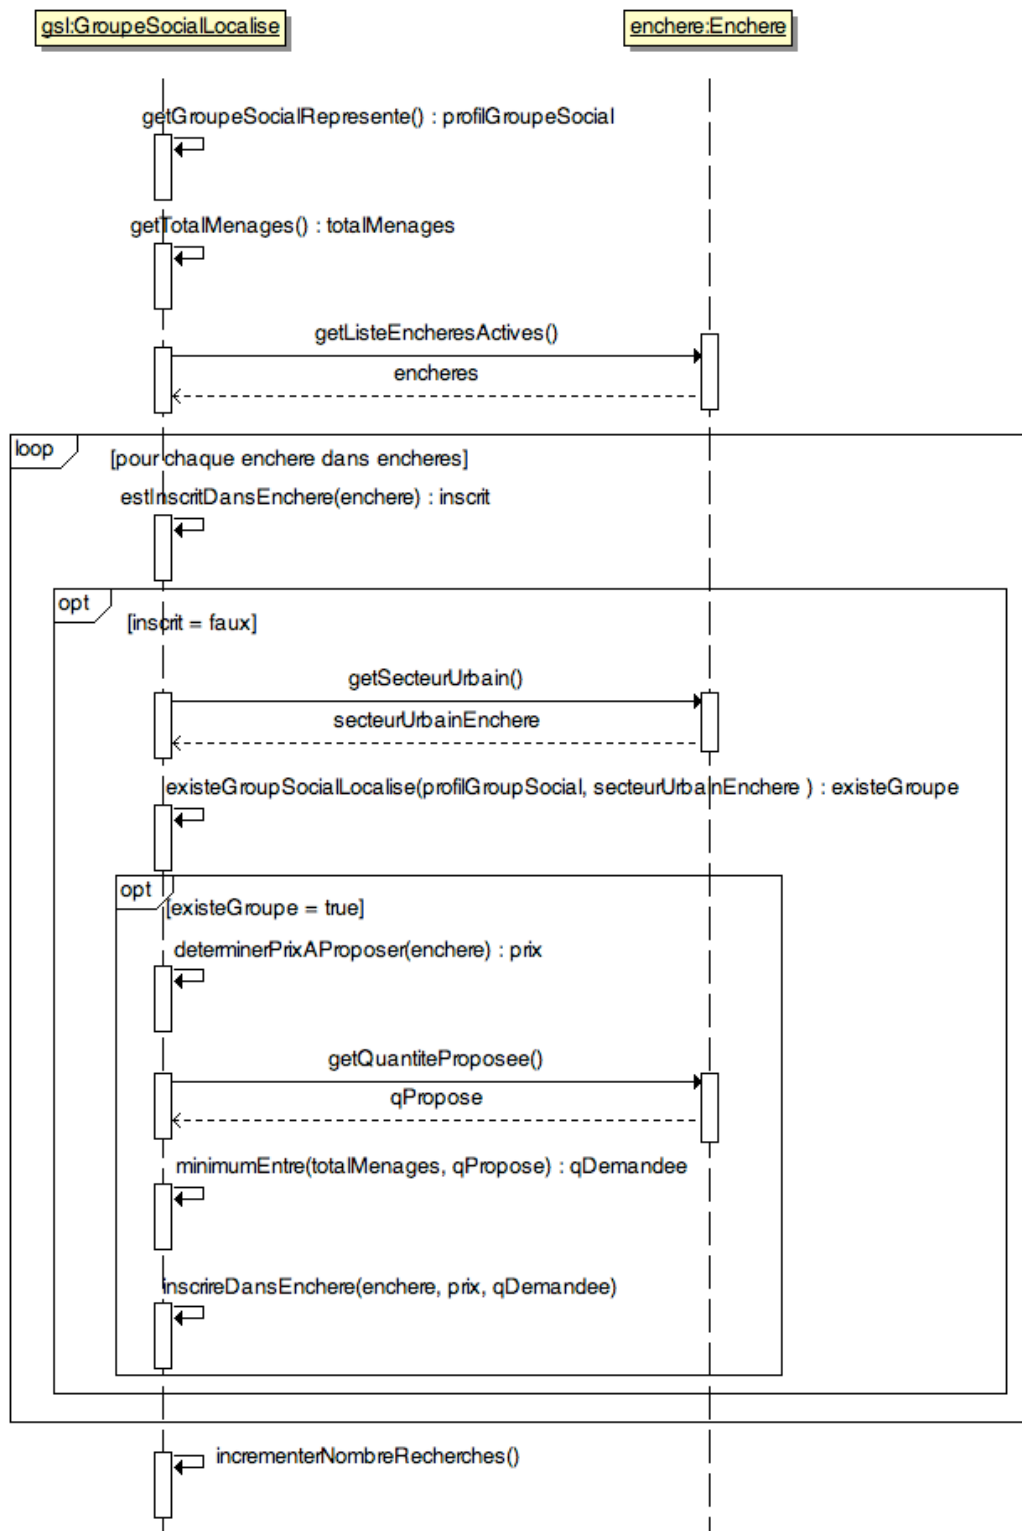 gsl:GroupeSocialLocalise
enchere:Enchere
getGroupeSocialRepresente() : profilGroupeSocial
getTotalMenages() : totalMenages
getListeEncheresActives()
encheres
loop
[pour chaque enchere dans encheres]
estInscritDansEnchere(enchere) : inscrit
opt
[inscrit = faux]
getSecteurUrbain()
secteurUrbainEnchere
existeGroupSocialLocalise(profilGroupSocial, secteurUrbainEnchere ) : existeGroupe
opt
[existeGroupe = true]
determinerPrixAProposer(enchere) : prix
getQuantiteProposee()
qPropose
minimumEntre(totalMenages, qPropose) : qDemandee
inscrireDansEnchere(enchere, prix, qDemandee)
incrementerNombreRecherches()